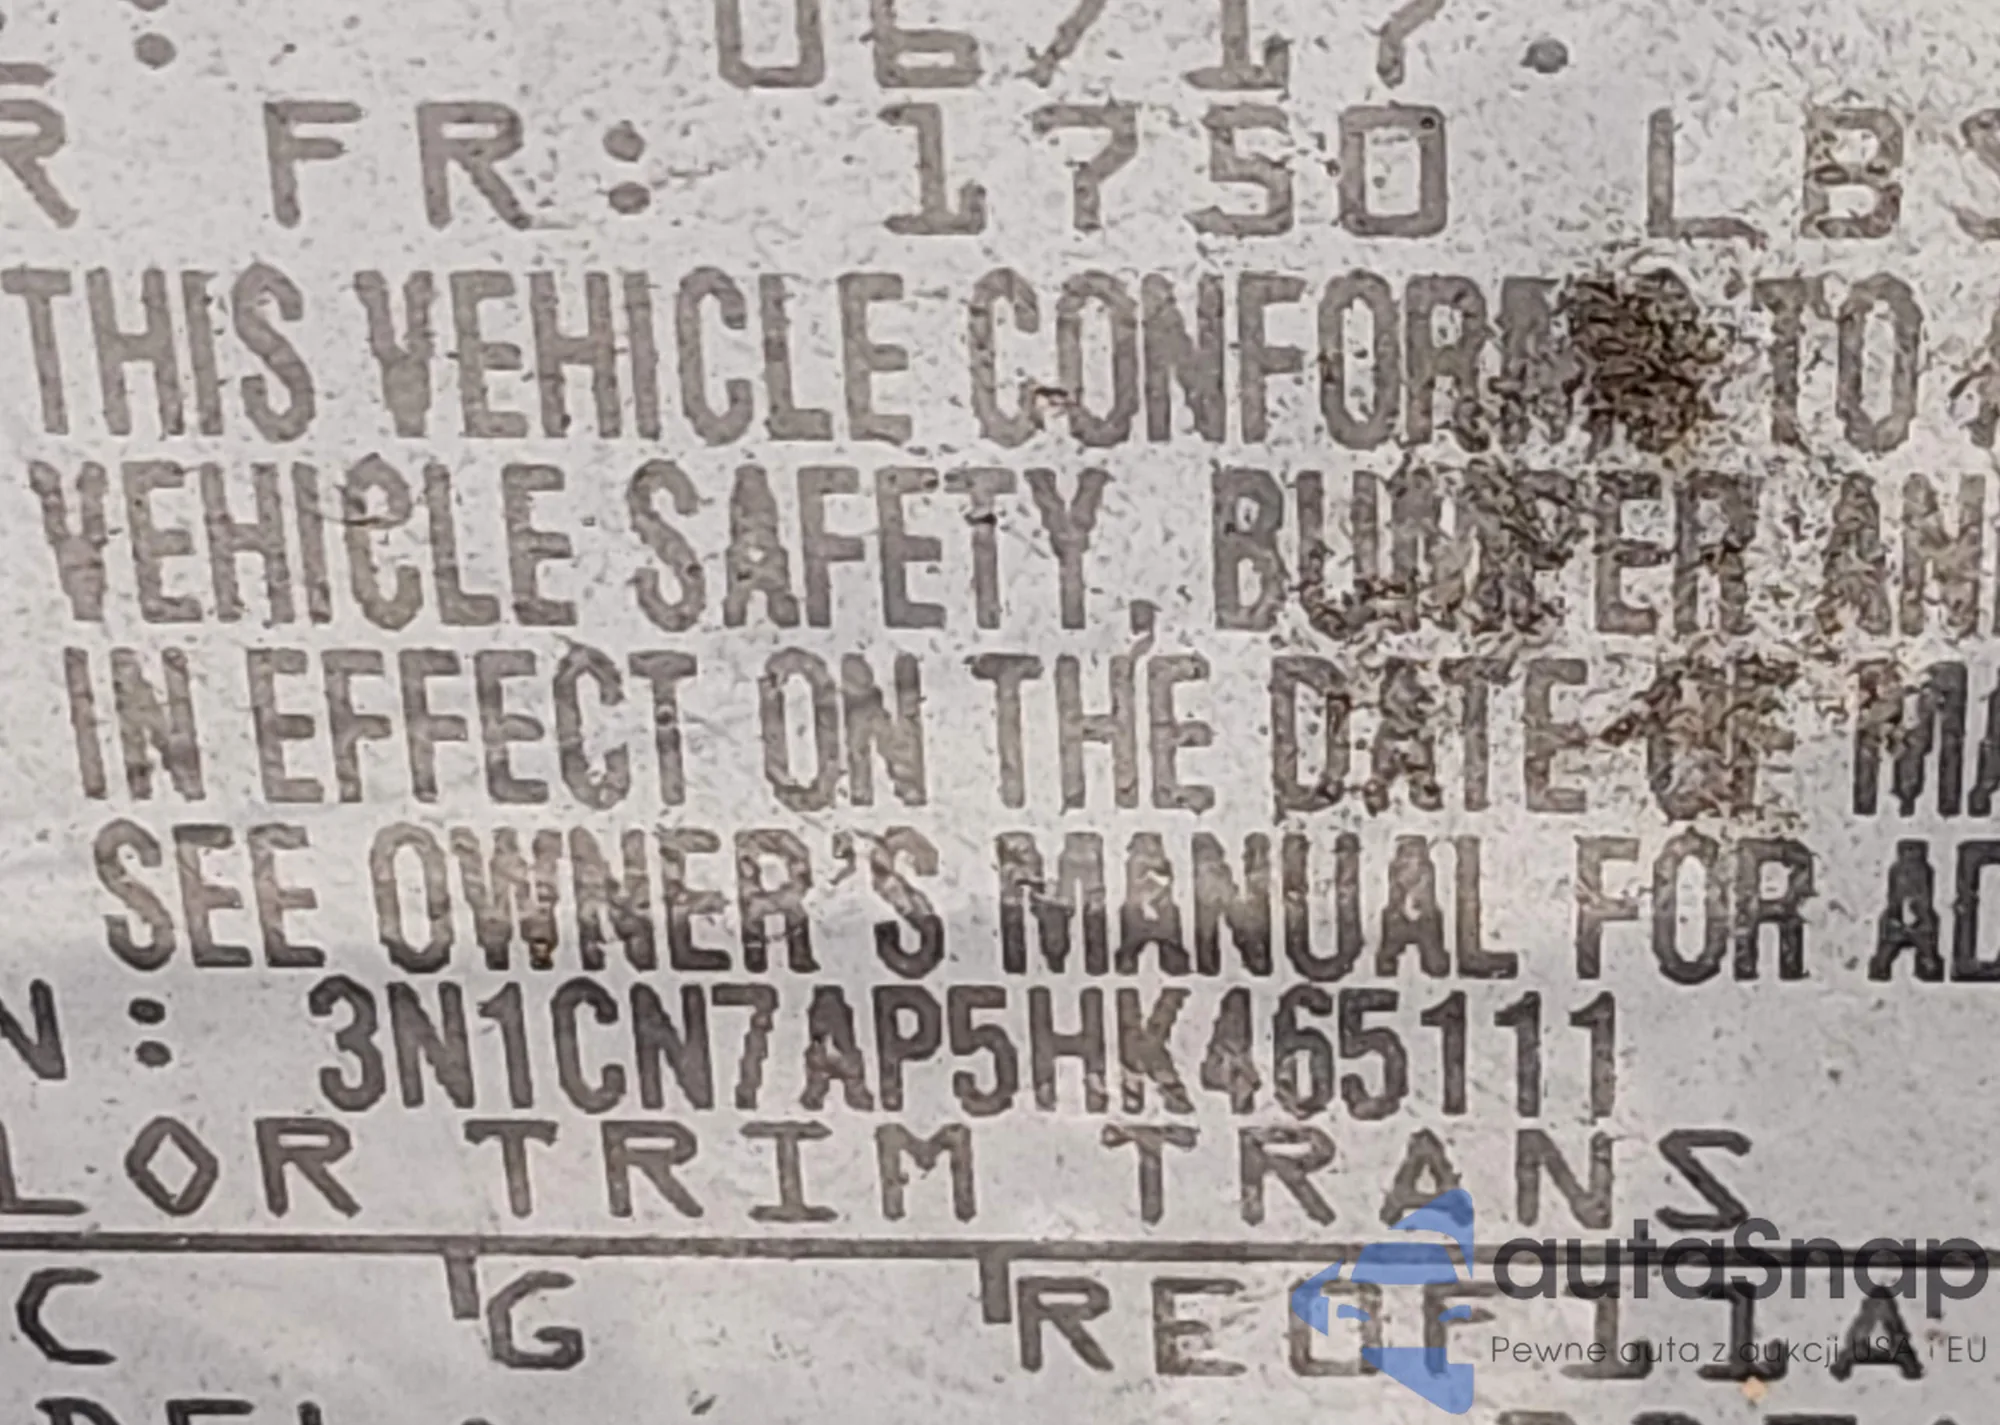 06/17
R FR: 1750 LBS
THIS VEHICLE CONFORMS TO
VEHICLE SAFETY, BUMPER AN
IN EFFECT ON THE DATE OF MA
SEE OWNER'S MANUAL FOR AD
N: 3N1CN7AP5HK465111
LOR TRIM TRANS
C G RE0F11A
autaSnap
Pewne auta z aukcji USA i EU